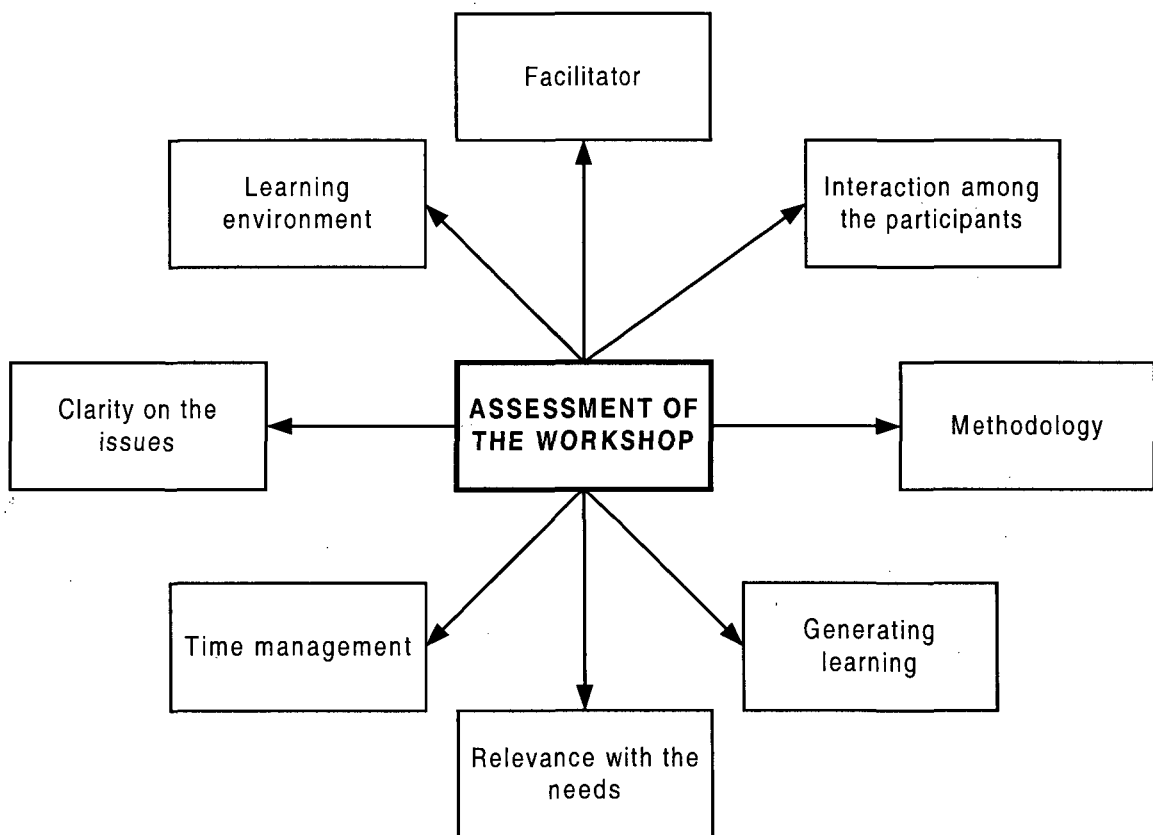 Facilitator
Learning
environment
Interaction among
the participants
Clarity on the
issues
ASSESSMENT OF
THE WORKSHOP
Methodology
Time management
Generating
learning
Relevance with the
needs